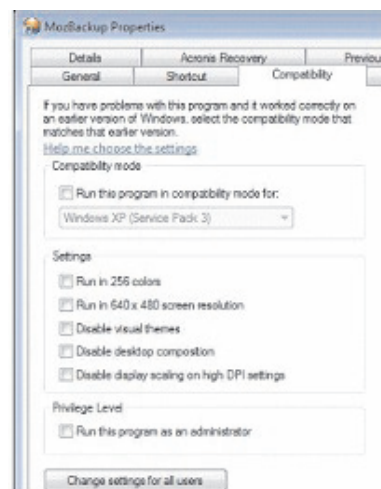 MozBackup Properties
Details Acronis Recovery Previou
General Shortcut Compatibility
If you have problems with this program and it worked correctly on
an earlier version of Windows, select the compatibility mode that
matches that earlier version.
Help me choose the settings
Compatibility mode
Run this program in compatibility mode for:
Windows XP (Service Pack 3)
Settings
Run in 256 colors
Run in 640 x 480 screen resolution
Disable visual themes
Disable desktop composition
Disable display scaling on high DPI settings
Privilege Level
Run this program as an administrator
Change settings for all users